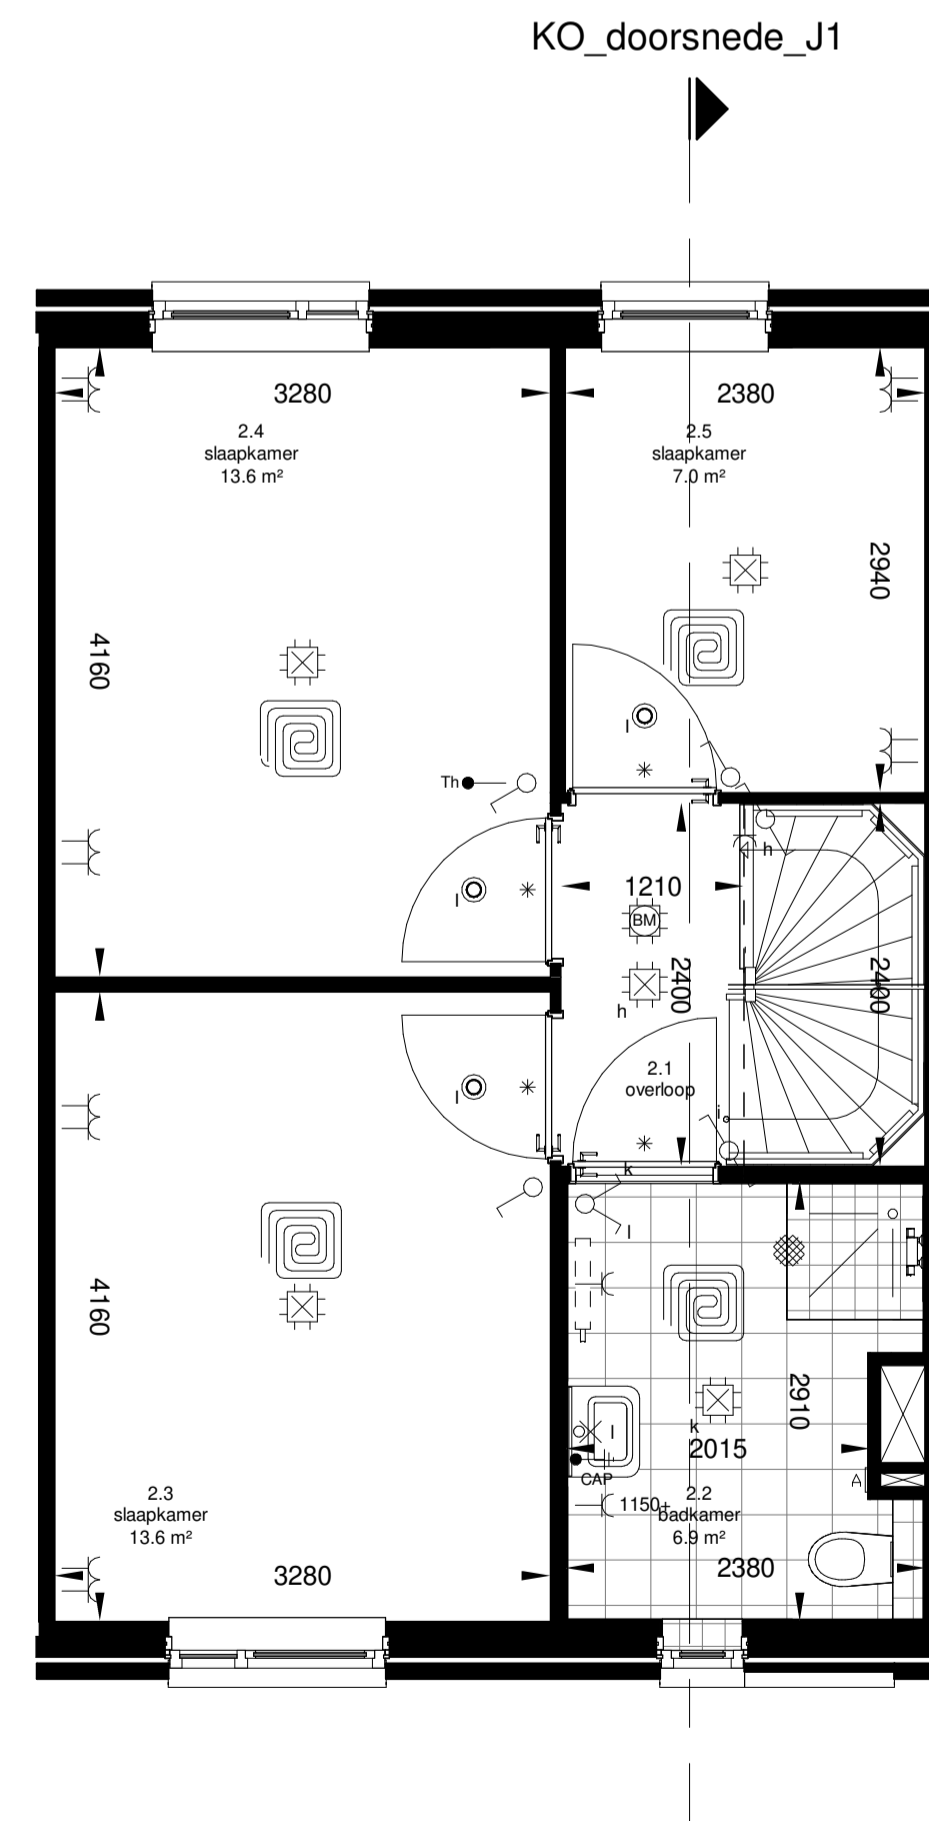 KO_doorsnede_J1
3280
2380
2.4
slaapkamer
13.6 m²
2.5
slaapkamer
7.0 m²
2940
4160
l
Th
h
1210
l
BM
2400
2400
h
l
2.1
overloop
i
k
l
4160
2910
l
k
2015
CAP
A
1150+
2.3
slaapkamer
13.6 m²
2.2
badkamer
6.9 m²
3280
2380